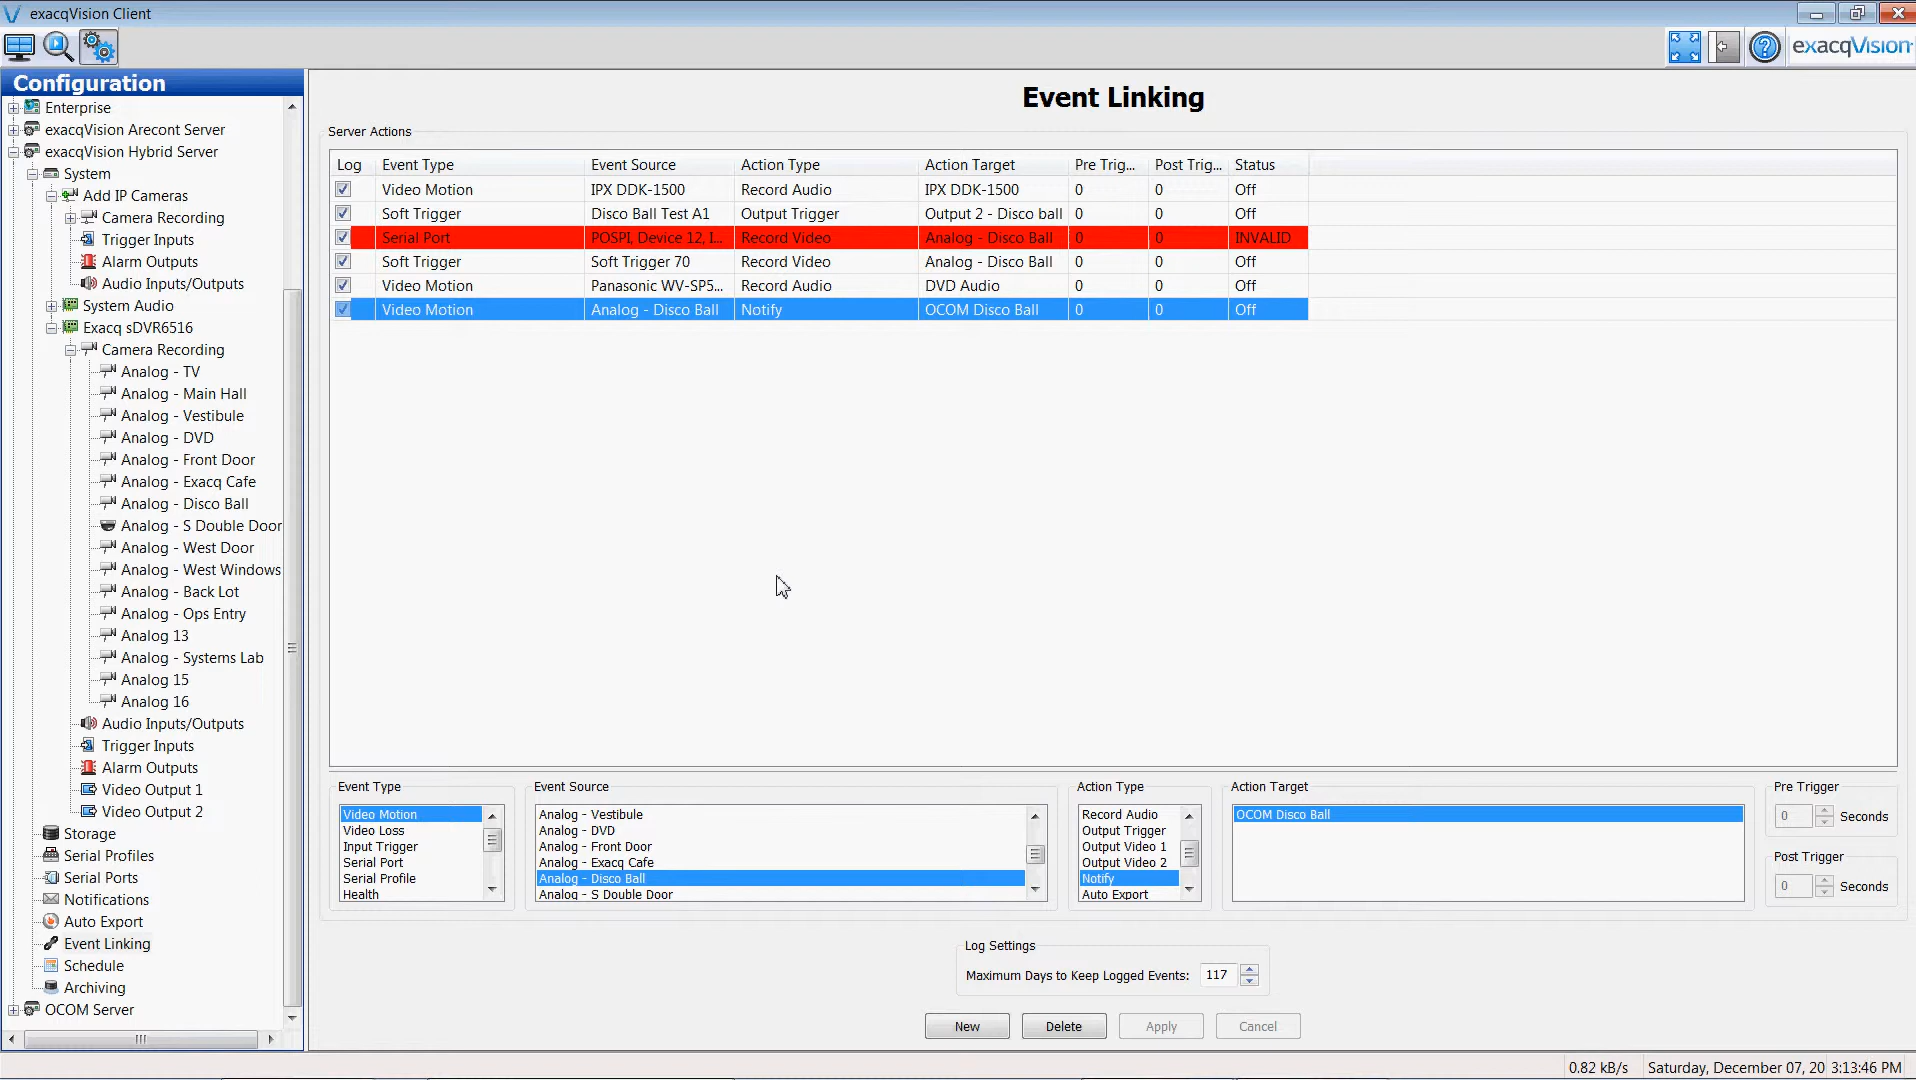 exacqVision Client
exacqVision
Configuration
Enterprise
exacqVision Arecont Server
exacqVision Hybrid Server
System
Add IP Cameras
Camera Recording
Trigger Inputs
Alarm Outputs
Audio Inputs/Outputs
System Audio
Exacq sDVR6516
Camera Recording
Analog - TV
Analog - Main Hall
Analog - Vestibule
Analog - DVD
Analog - Front Door
Analog - Exacq Cafe
Analog - Disco Ball
Analog - S Double Door
Analog - West Door
Analog - West Windows
Analog - Back Lot
Analog - Ops Entry
Analog 13
Analog - Systems Lab
Analog 15
Analog 16
Audio Inputs/Outputs
Trigger Inputs
Alarm Outputs
Video Output 1
Video Output 2
Storage
Serial Profiles
Serial Ports
Notifications
Auto Export
Event Linking
Schedule
Archiving
OCOM Server
Event Linking
Server Actions
Log Event Type Event Source Action Type Action Target Pre Trig... Post Trig... Status
Video Motion IPX DDK-1500 Record Audio IPX DDK-1500 0 0 Off
Soft Trigger Disco Ball Test A1 Output Trigger Output 2 - Disco ball 0 0 Off
Serial Port POSPI, Device 12, I... Record Video Analog - Disco Ball 0 0 INVALID
Soft Trigger Soft Trigger 70 Record Video Analog - Disco Ball 0 0 Off
Video Motion Panasonic WV-SP5... Record Audio DVD Audio 0 0 Off
Video Motion Analog - Disco Ball Notify OCOM Disco Ball 0 0 Off
Event Type
Video Motion
Video Loss
Input Trigger
Serial Port
Serial Profile
Health
Event Source
Analog - Vestibule
Analog - DVD
Analog - Front Door
Analog - Exacq Cafe
Analog - Disco Ball
Analog - S Double Door
Action Type
Record Audio
Output Trigger
Output Video 1
Output Video 2
Notify
Auto Export
Action Target
OCOM Disco Ball
Pre Trigger
0 Seconds
Post Trigger
0 Seconds
Log Settings
Maximum Days to Keep Logged Events: 117
New Delete Apply Cancel
0.82 kB/s Saturday, December 07, 20 3:13:46 PM